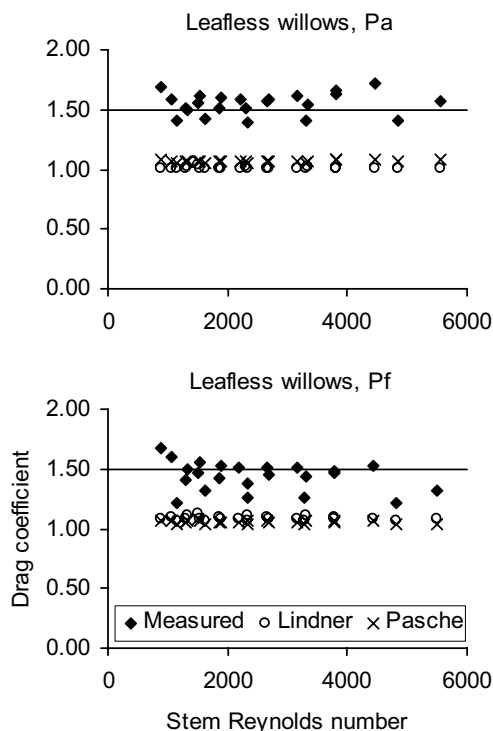 Leafless willows, Pa
2.00
1.50
1.00
0.50
0.00
0 2000 4000 6000
Leafless willows, Pf
2.00
1.50
1.00
0.50
0.00
Drag coefficient
Measured Lindner Pasche
0 2000 4000 6000
Stem Reynolds number